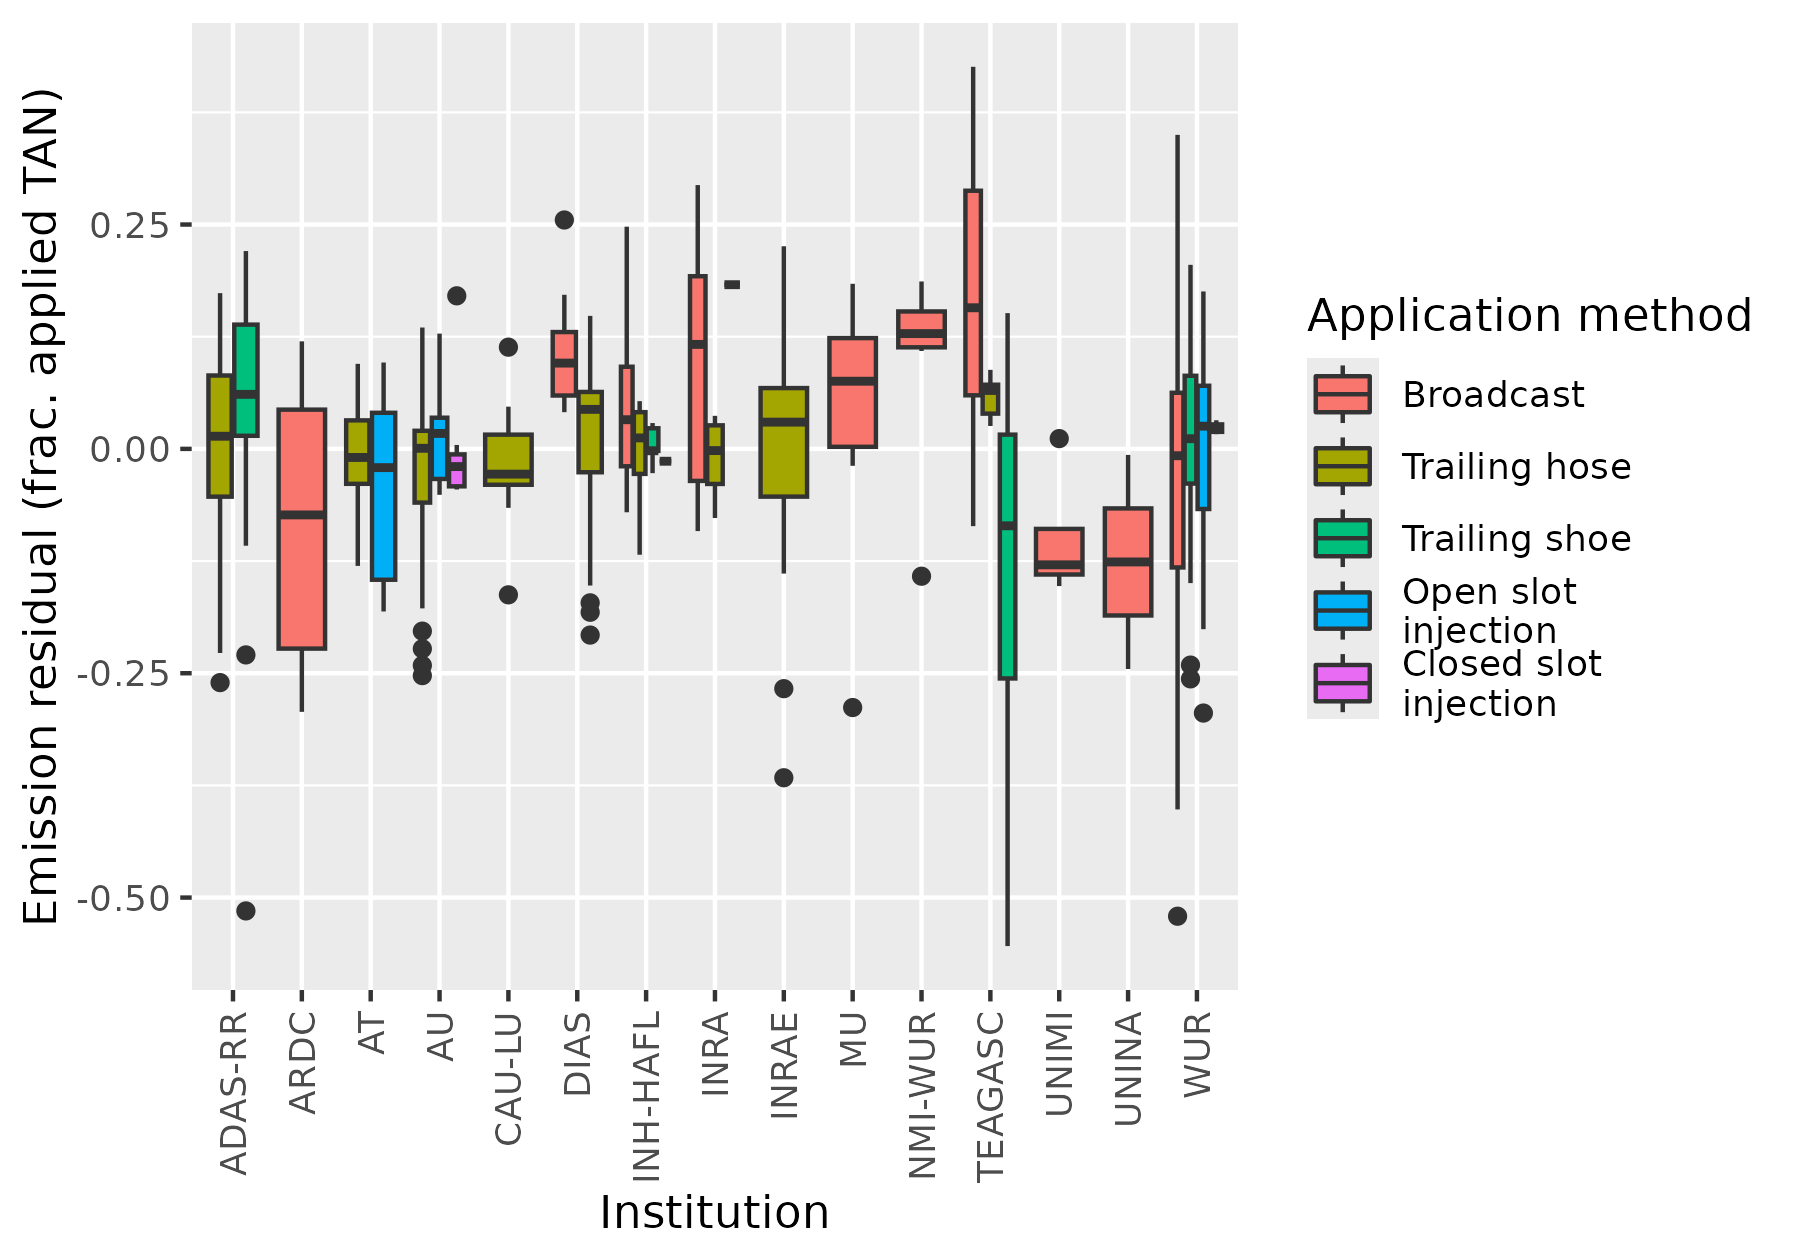 Emission residual (frac. applied TAN)
0.25
0.00
-0.25
-0.50
ADAS-RR
ARDC
AT
AU
CAU-LU
DIAS
INH-HAFL
INRA
INRAE
MU
NMI-WUR
TEAGASC
UNIMI
UNINA
WUR
Institution
Application method
Broadcast
Trailing hose
Trailing shoe
Open slot
injection
Closed slot
injection